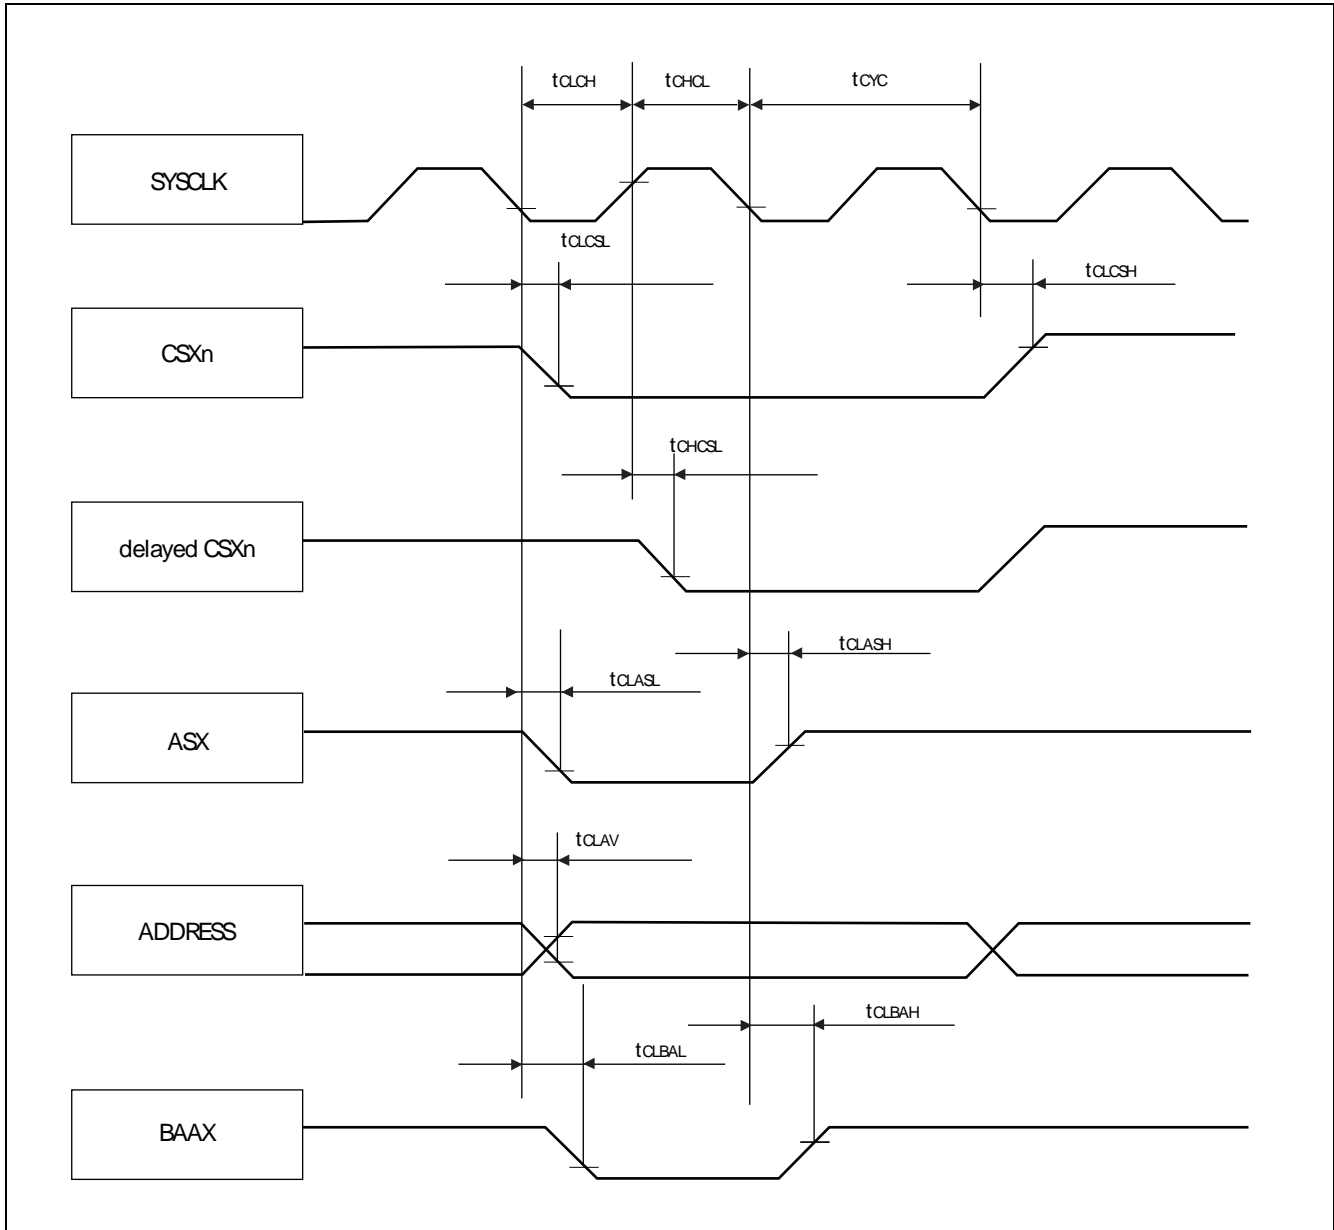 tCLCH tCHCL tCYC
SYSCLK
tCLCSL
tCLCSH
CSXn
tCHCSL
delayed CSXn
tCLASH
tCLASL
ASX
tCLAV
ADDRESS
tCLBAH
tCLBAL
BAAX